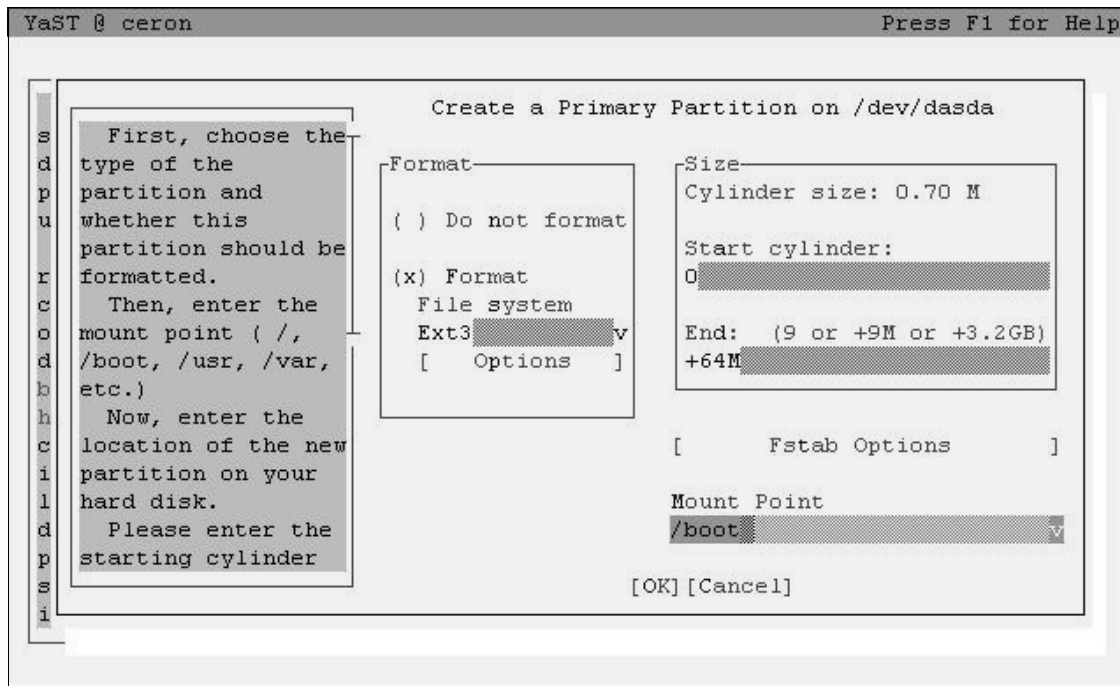 YaST @ ceron Press F1 for Help
Create a Primary Partition on /dev/dasda
First, choose the
type of the
partition and
whether this
partition should be
formatted.
Then, enter the
mount point ( /,
/boot, /usr, /var,
etc.)
Now, enter the
location of the new
partition on your
hard disk.
Please enter the
starting cylinder
Format
( ) Do not format
(x) Format
File system
Ext3 v
[ Options ]
Size
Cylinder size: 0.70 M
Start cylinder:
0
End: (9 or +9M or +3.2GB)
+64M
[ Fstab Options ]
Mount Point
/boot v
[OK][Cancel]
s
d
p
u
r
c
o
d
b
h
c
i
l
d
p
s
i